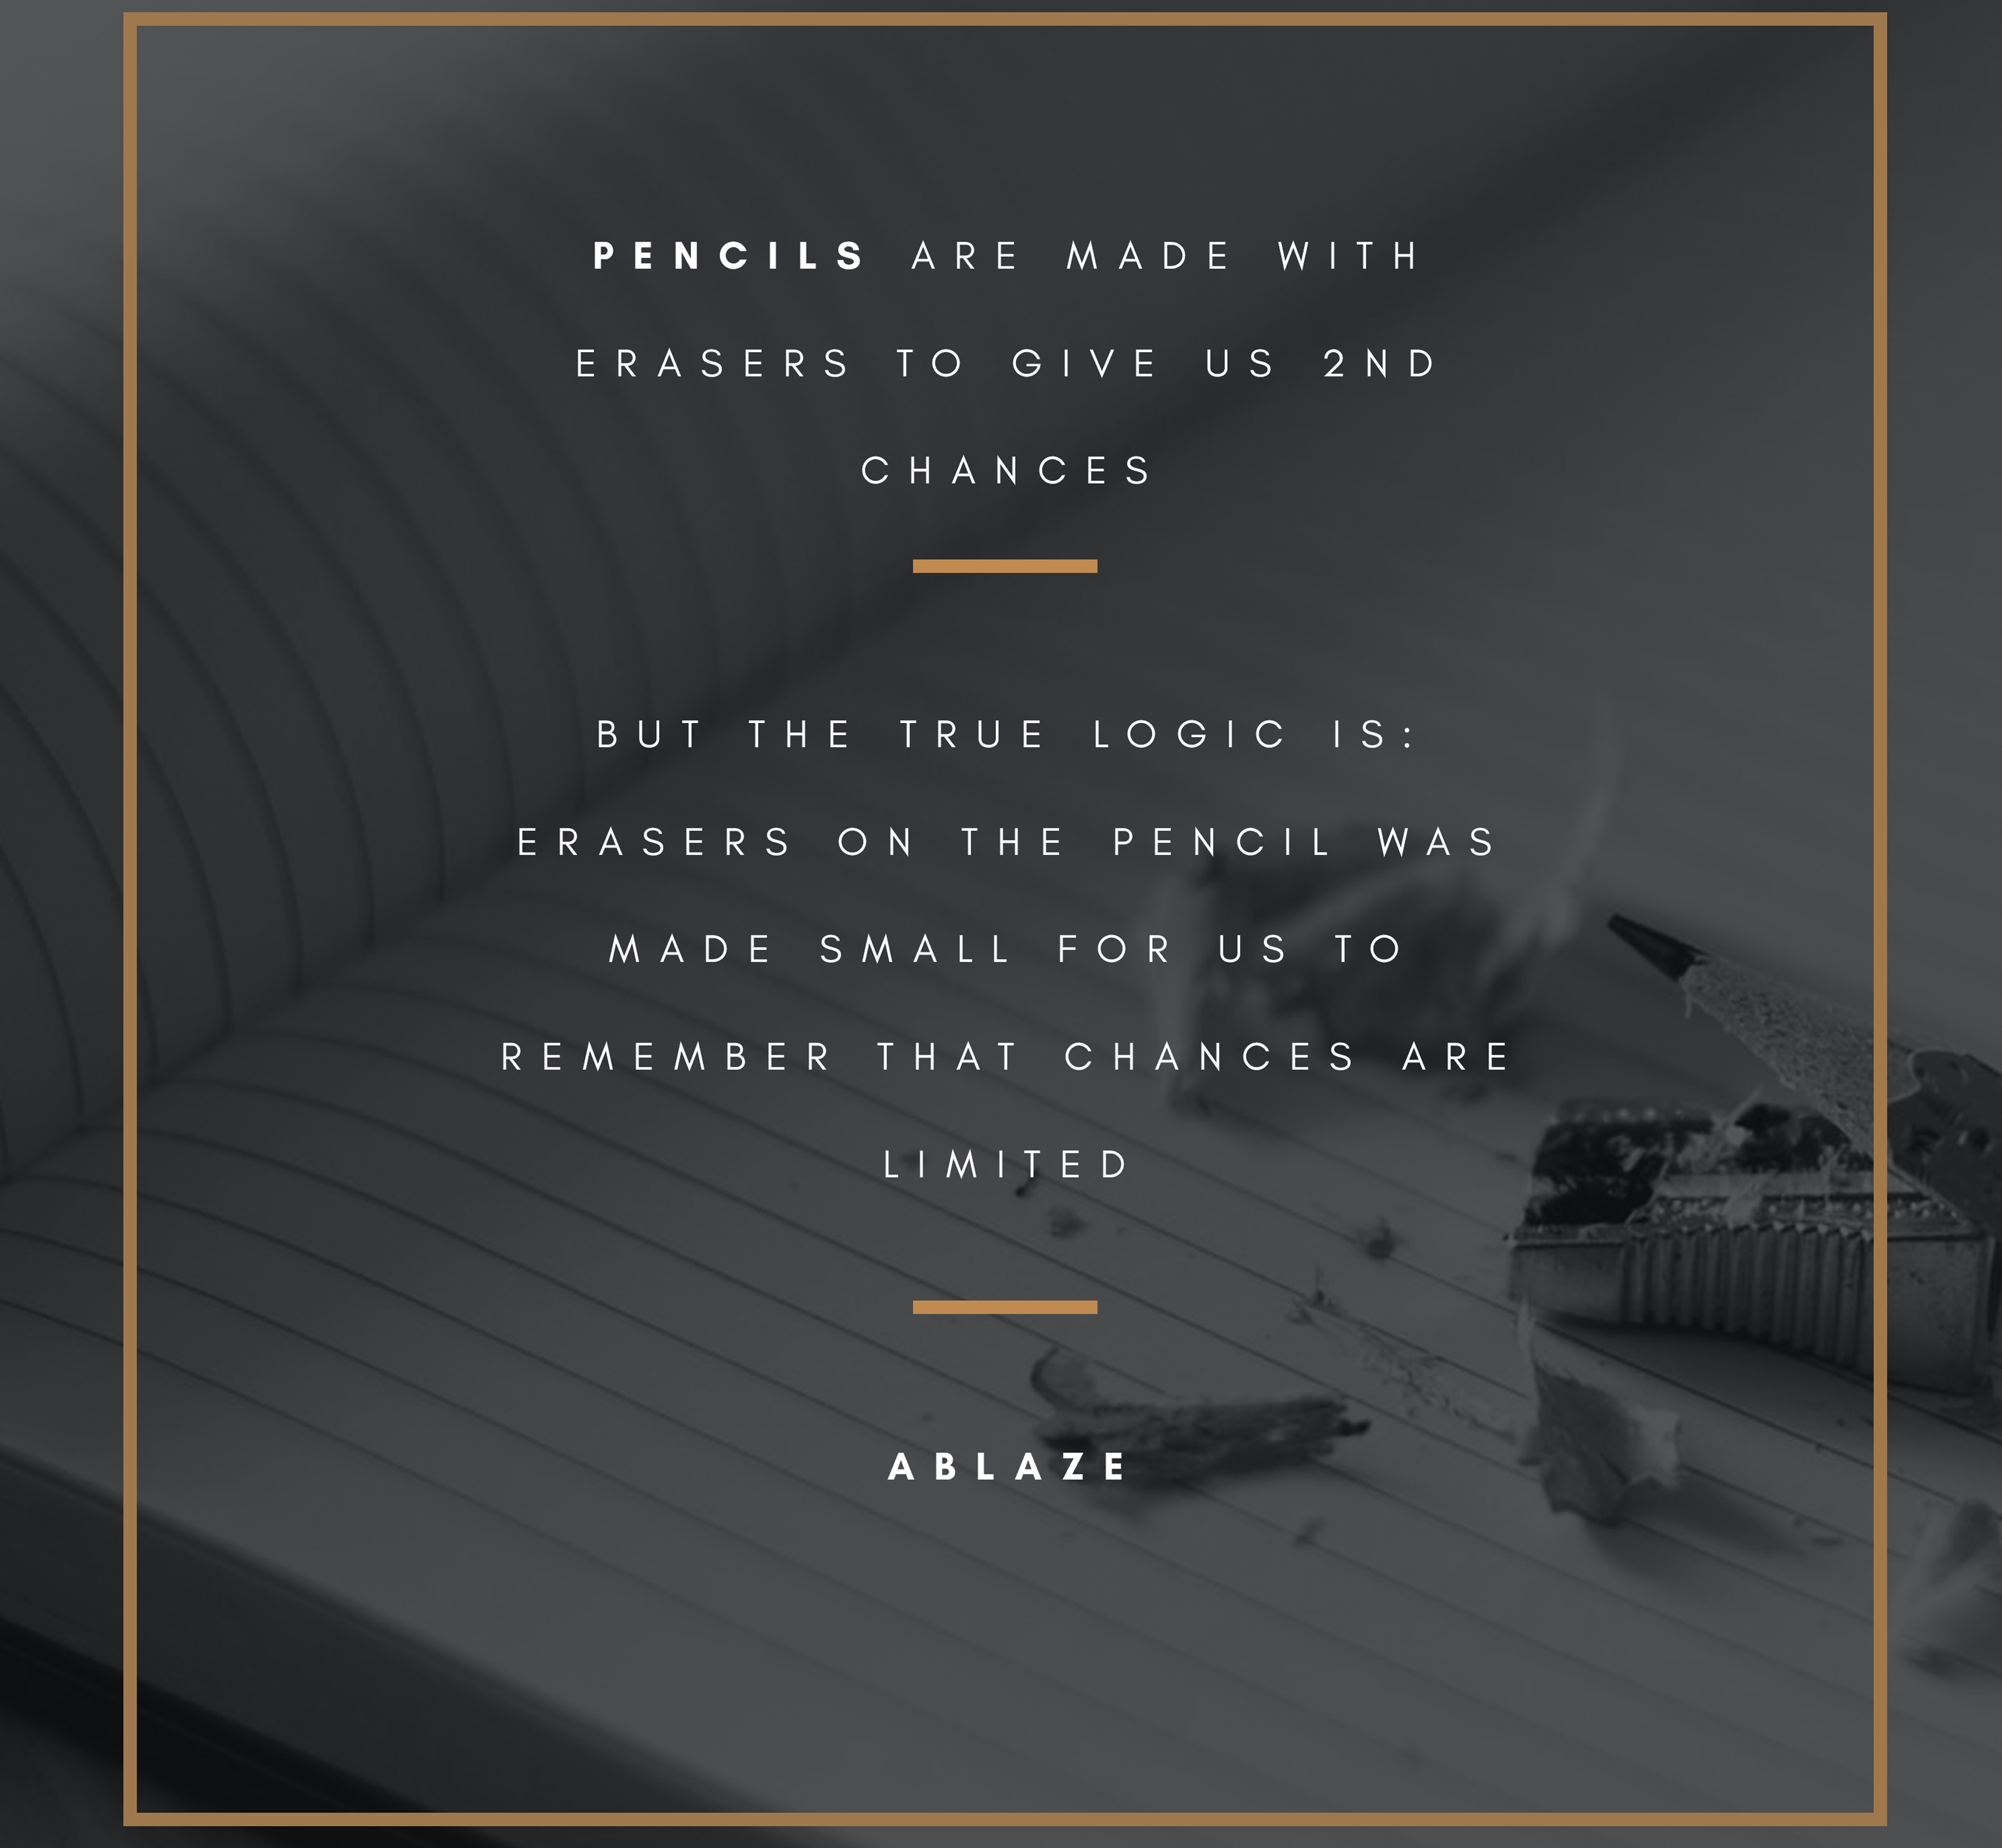 PENCILS ARE MADE WITH
ERASERS TO GIVE US 2ND
CHANCES
BUT THE TRUE LOGIC IS:
ERASERS ON THE PENCIL WAS
MADE SMALL FOR US TO
REMEMBER THAT CHANCES ARE
LIMITED
ABLAZE